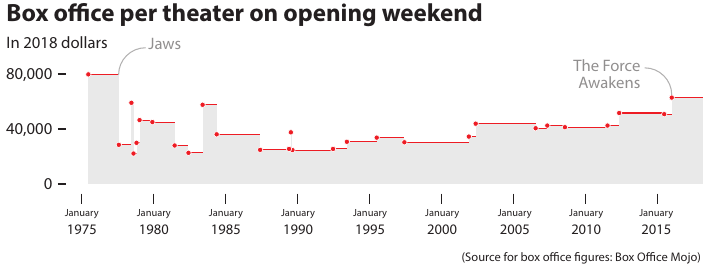 Box office per theater on opening weekend
In 2018 dollars
Jaws
The Force
Awakens
80,000
40,000
0
January January January January January January January January January
1975 1980 1985 1990 1995 2000 2005 2010 2015
(Source for box office figures: Box Office Mojo)